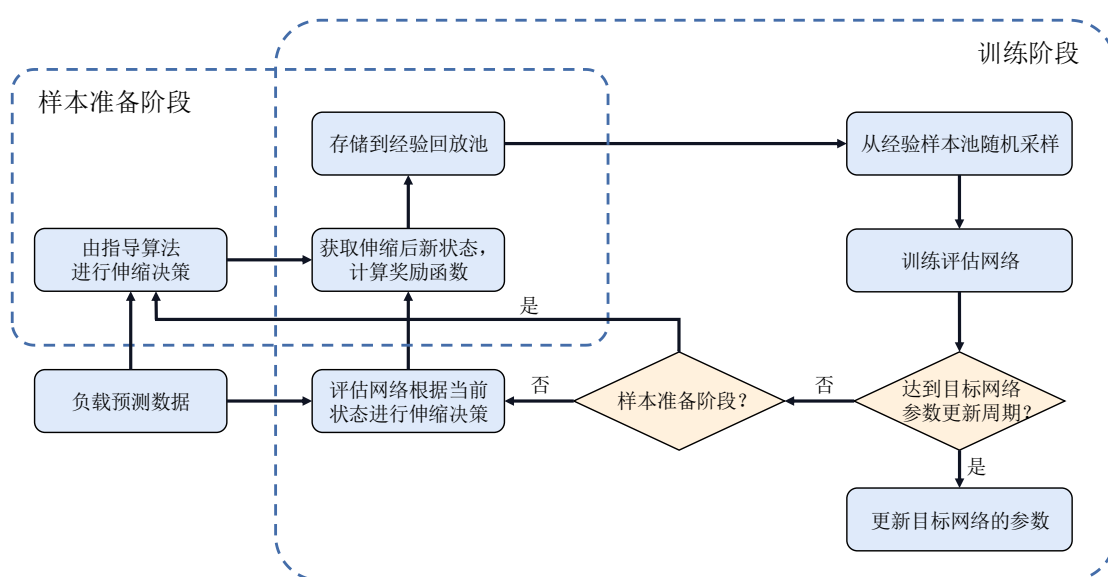 训练阶段
样本准备阶段
存储到经验回放池
从经验样本池随机采样
由指导算法
进行伸缩决策
获取伸缩后新状态，
计算奖励函数
训练评估网络
是
负载预测数据
评估网络根据当前
状态进行伸缩决策
否
样本准备阶段？
否
达到目标网络
参数更新周期？
是
更新目标网络的参数